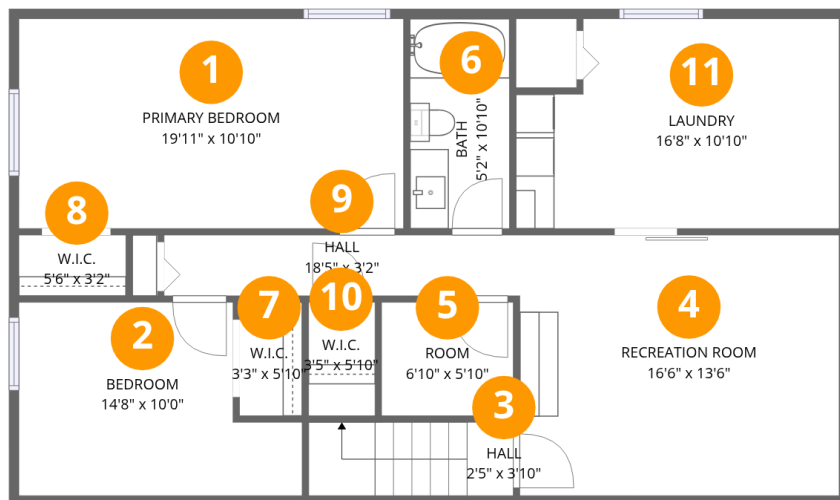 1
PRIMARY BEDROOM
19'11" x 10'10"
6
BATH
5'2" x 10'10"
11
LAUNDRY
16'8" x 10'10"
8
W.I.C.
5'6" x 3'2"
9
HALL
18'5" x 3'2"
2
BEDROOM
14'8" x 10'0"
7
W.I.C.
3'3" x 5'10"
10
W.I.C.
3'5" x 5'10"
5
ROOM
6'10" x 5'10"
4
RECREATION ROOM
16'6" x 13'6"
3
HALL
2'5" x 3'10"